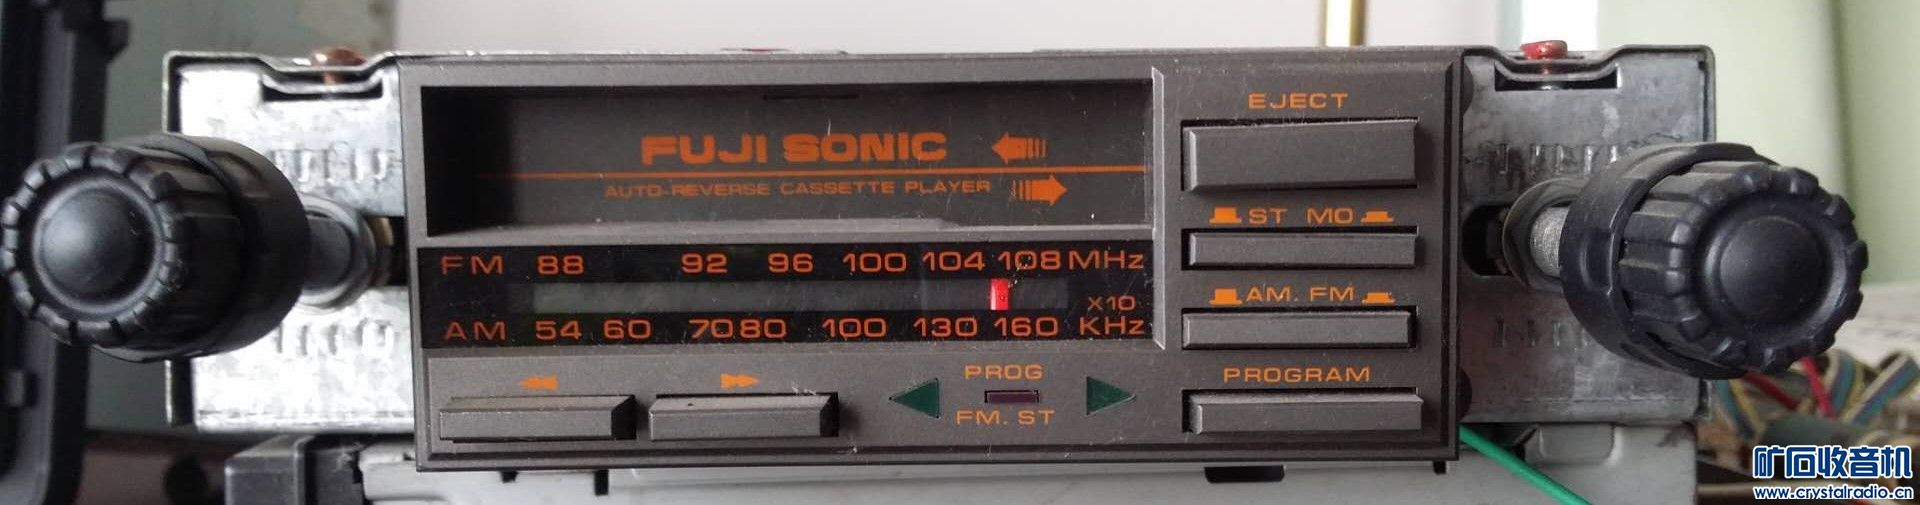 EJECT
FUJI SONIC
AUTO-REVERSE CASSETTE PLAYER
ST MO
FM 88 92 96 100 104 108 MHz
AM. FM
X10
AM 54 60 70 80 100 130 160 KHz
PROG
PROGRAM
FM. ST
矿石收音机
www.crystalradio.cn